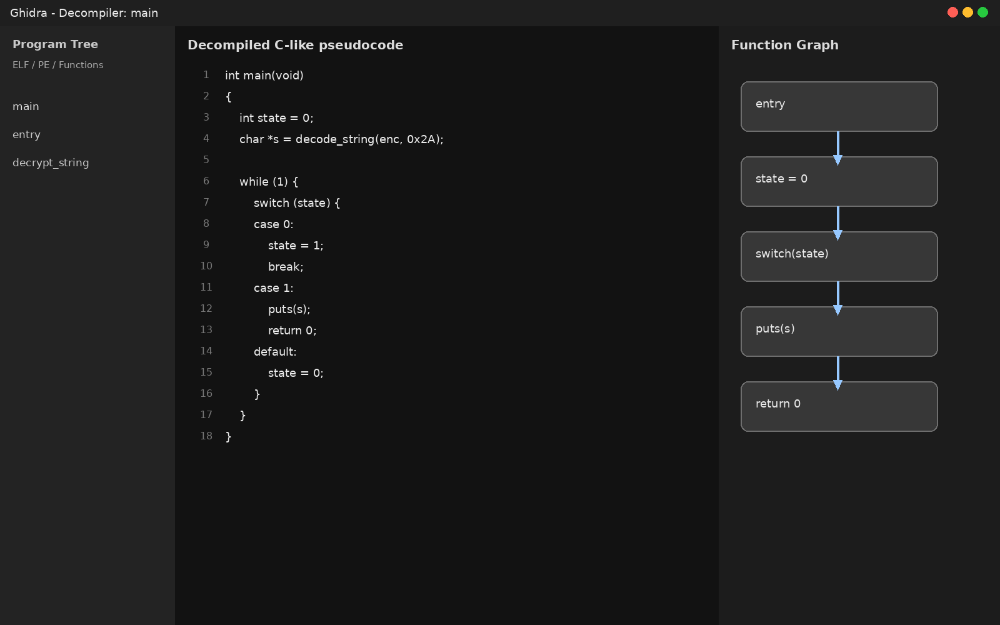 Ghidra - Decompiler: main
Program Tree
ELF / PE / Functions
main
entry
decrypt_string
Decompiled C-like pseudocode
1 int main(void)
2 {
3     int state = 0;
4     char *s = decode_string(enc, 0x2A);
5
6     while (1) {
7         switch (state) {
8         case 0:
9             state = 1;
10             break;
11         case 1:
12             puts(s);
13             return 0;
14         default:
15             state = 0;
16         }
17     }
18 }
Function Graph
entry
state = 0
switch(state)
puts(s)
return 0